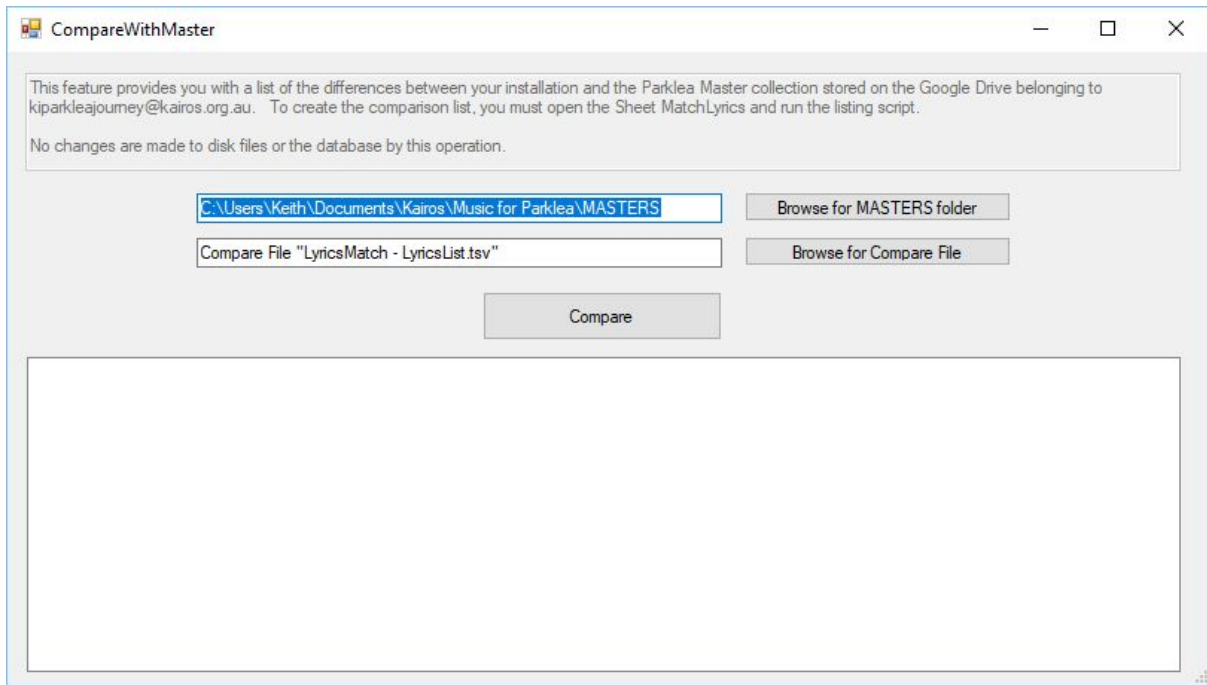 CompareWithMaster
This feature provides you with a list of the differences between your installation and the Parklea Master collection stored on the Google Drive belonging to
kiparkleajourney@kairos.org.au.   To create the comparison list, you must open the Sheet MatchLyrics and run the listing script.
No changes are made to disk files or the database by this operation.
C:\Users\Keith\Documents\Kairos\Music for Parklea\MASTERS
Browse for MASTERS folder
Compare File "LyricsMatch - LyricsList.tsv"
Browse for Compare File
Compare